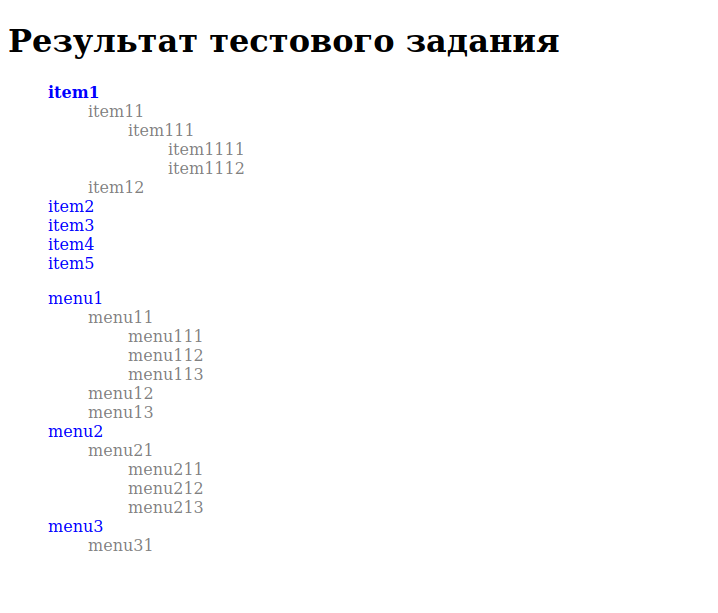 Результат тестового задания
item1
item11
item111
item1111
item1112
item12
item2
item3
item4
item5
menu1
menu11
menu111
menu112
menu113
menu12
menu13
menu2
menu21
menu211
menu212
menu213
menu3
menu31